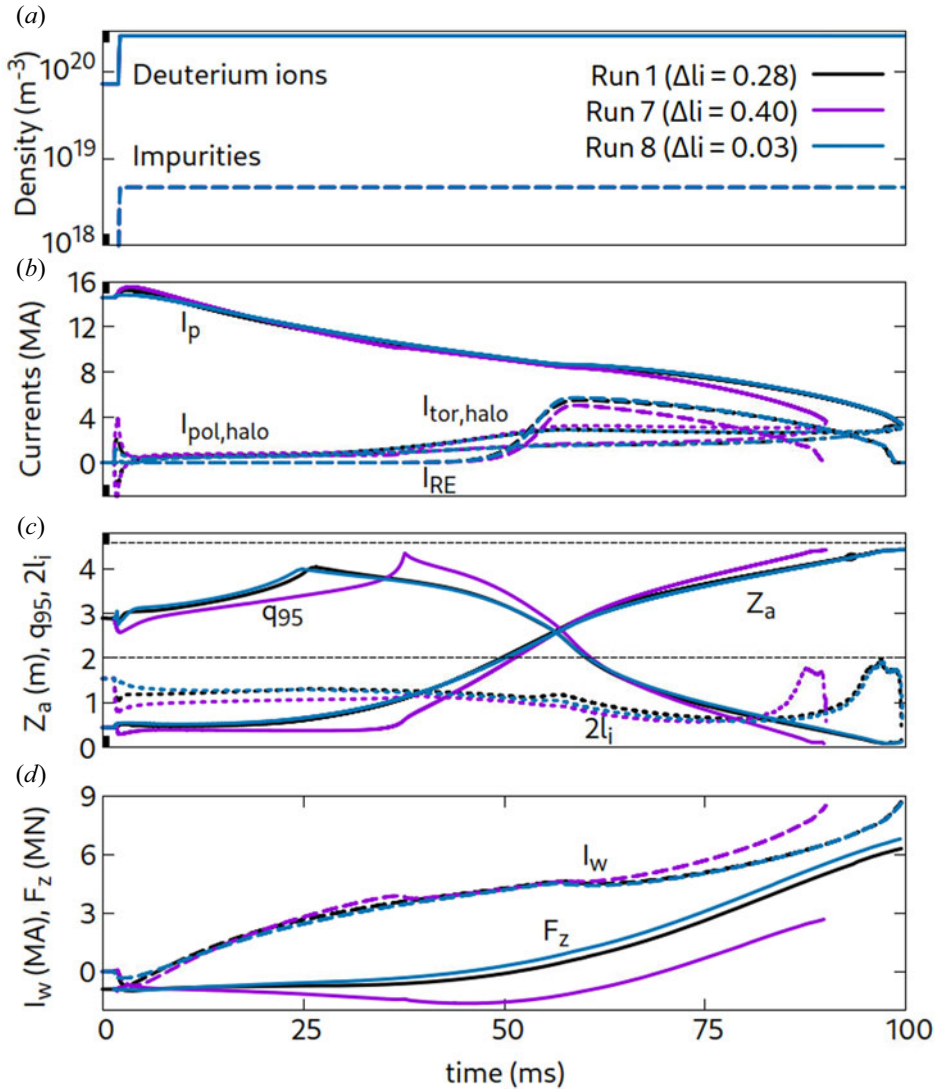 (a)
10²⁰
10¹⁹
10¹⁸
Density (m⁻³)
Deuterium ions
Impurities
Run 1 (Δli = 0.28)
Run 7 (Δli = 0.40)
Run 8 (Δli = 0.03)
(b)
16
12
8
4
0
Currents (MA)
Iₚ
I_pol,halo
I_tor,halo
I_RE
(c)
4
3
2
1
0
Zₐ (m), q₉₅, 2lᵢ
q₉₅
Zₐ
2lᵢ
(d)
9
6
3
0
I_w (MA), F_z (MN)
I_w
F_z
0
25
50
75
100
time (ms)